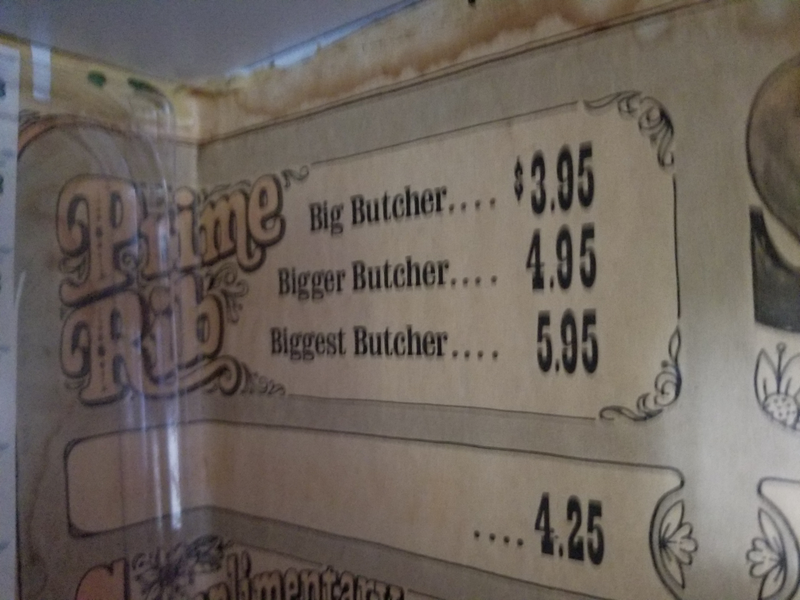 Prime
Rib
Big Butcher.... $3.95
Bigger Butcher.... 4.95
Biggest Butcher.... 5.95
.... 4.25